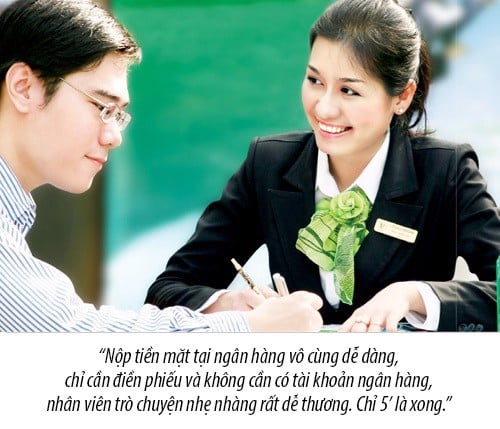 “Nộp tiền mặt tại ngân hàng vô cùng dễ dàng,
chỉ cần điền phiếu và không cần có tài khoản ngân hàng,
nhân viên trò chuyện nhẹ nhàng rất dễ thương. Chỉ 5’ là xong.”